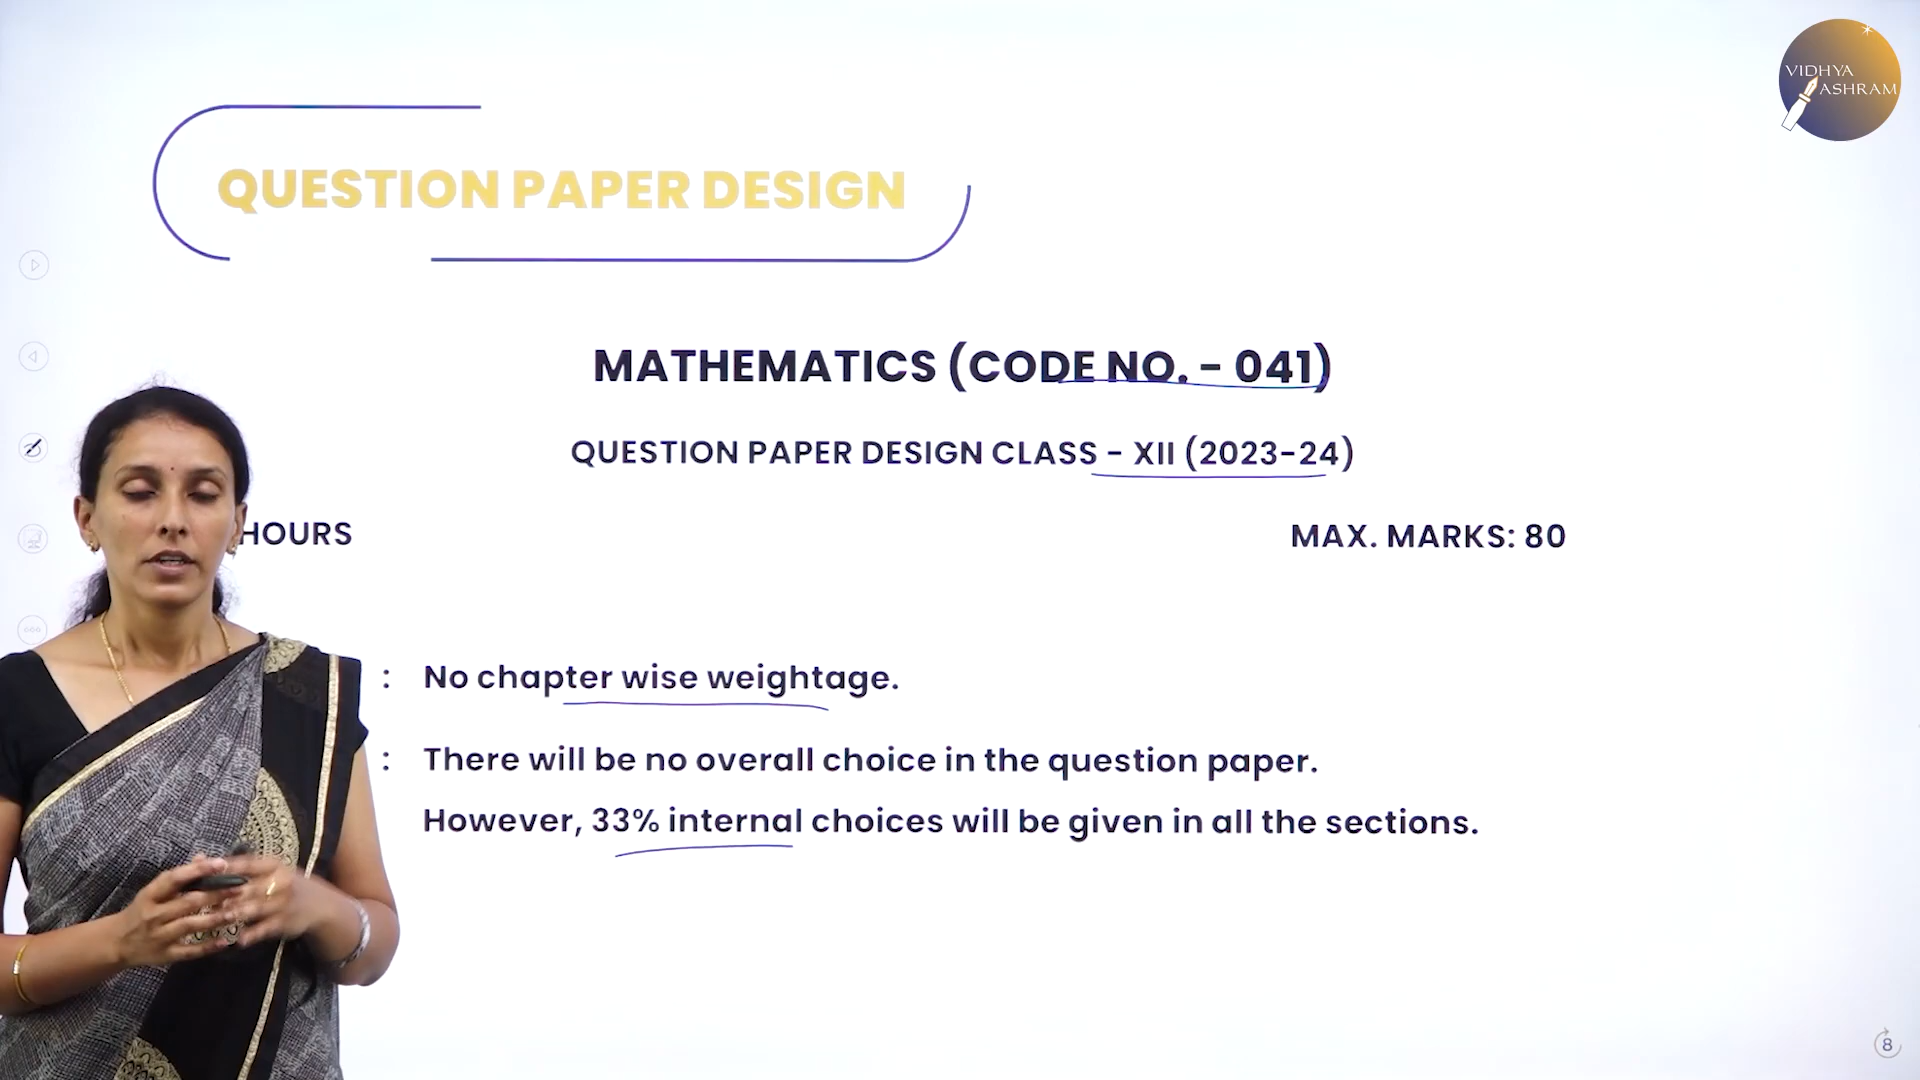 VIDHYA
ASHRAM
QUESTION PAPER DESIGN
MATHEMATICS (CODE NO. - 041)
QUESTION PAPER DESIGN CLASS - XII (2023-24)
HOURS
MAX. MARKS: 80
: No chapter wise weightage.
: There will be no overall choice in the question paper.
However, 33% internal choices will be given in all the sections.
8